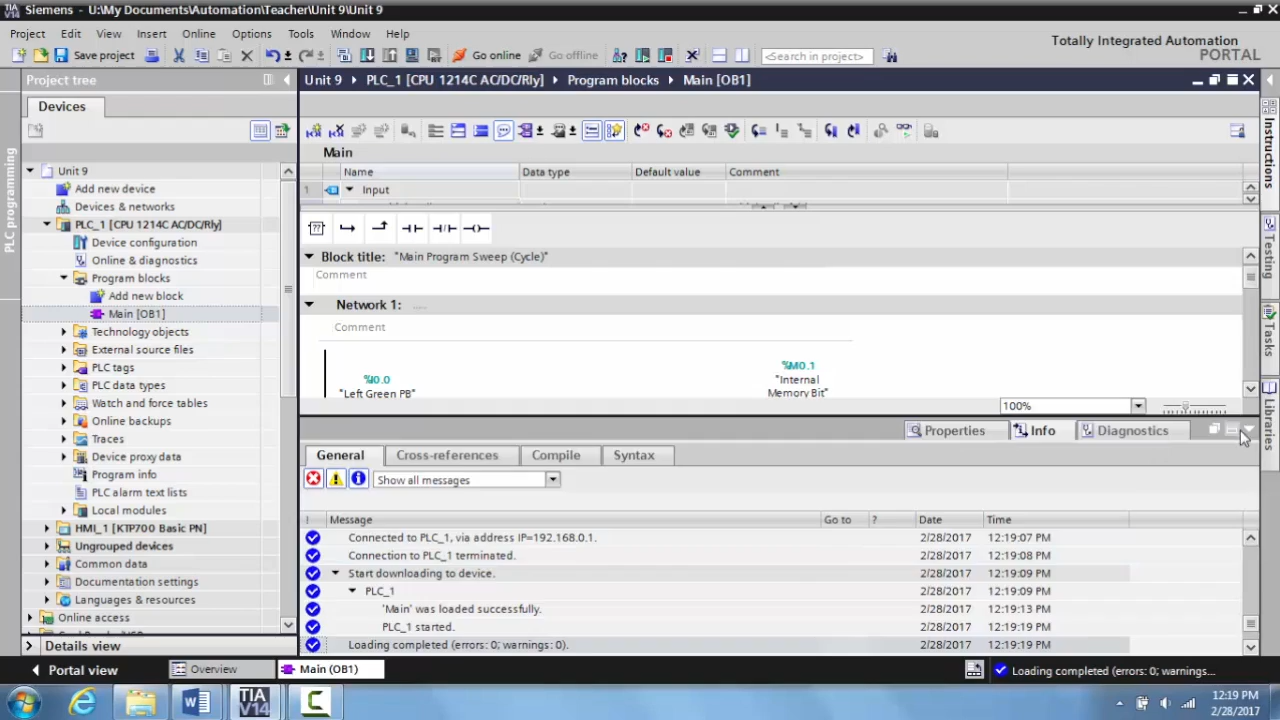 TIA
V14
Siemens - U:\My Documents\Automation\Teacher\Unit 9\Unit 9
Project Edit View Insert Online Options Tools Window Help
Totally Integrated Automation
PORTAL
Save project
Go online
Go offline
<Search in project>
Project tree
Unit 9 PLC_1 [CPU 1214C AC/DC/Rly] Program blocks Main [OB1]
Devices
PLC programming
Unit 9
Add new device
Devices & networks
PLC_1 [CPU 1214C AC/DC/Rly]
Device configuration
Online & diagnostics
Program blocks
Add new block
Main [OB1]
Technology objects
External source files
PLC tags
PLC data types
Watch and force tables
Online backups
Traces
Device proxy data
Program info
PLC alarm text lists
Local modules
HMI_1 [KTP700 Basic PN]
Ungrouped devices
Common data
Documentation settings
Languages & resources
Online access
Details view
Main
Name Data type Default value Comment
1 Input
??
Block title: "Main Program Sweep (Cycle)"
Comment
Network 1: .....
Comment
%I0.0
"Left Green PB"
%M0.1
"Internal
Memory Bit"
100%
Instructions
Testing
Tasks
Libraries
Properties Info Diagnostics
General Cross-references Compile Syntax
Show all messages
! Message Go to ? Date Time
Connected to PLC_1, via address IP=192.168.0.1. 2/28/2017 12:19:07 PM
Connection to PLC_1 terminated. 2/28/2017 12:19:08 PM
Start downloading to device. 2/28/2017 12:19:09 PM
PLC_1 2/28/2017 12:19:09 PM
'Main' was loaded successfully. 2/28/2017 12:19:13 PM
PLC_1 started. 2/28/2017 12:19:19 PM
Loading completed (errors: 0; warnings: 0). 2/28/2017 12:19:19 PM
Portal view Overview Main (OB1) Loading completed (errors: 0; warnings...
TIA
V14
12:19 PM
2/28/2017